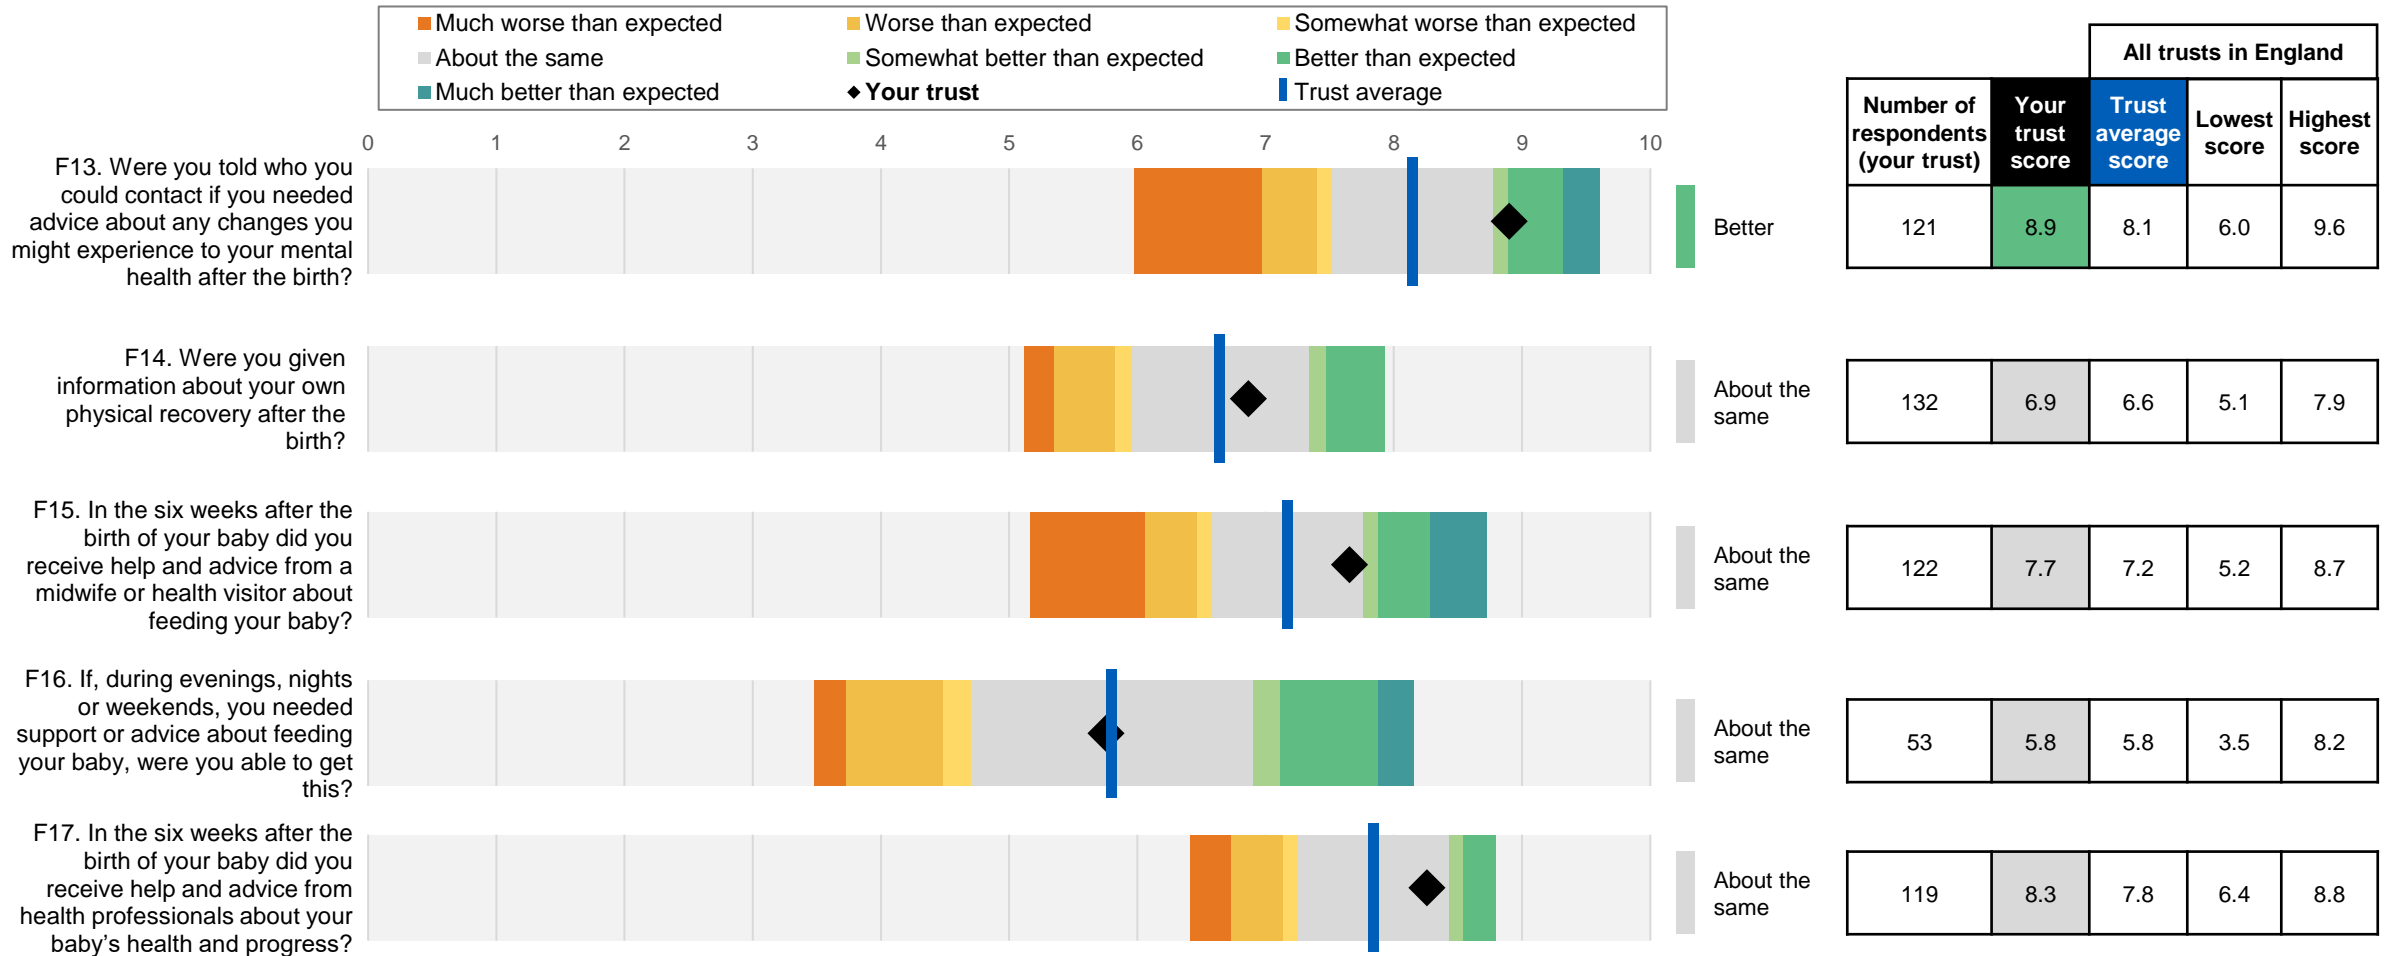 Much worse than expected
Worse than expected
Somewhat worse than expected
About the same
Somewhat better than expected
Better than expected
Much better than expected
Your trust
Trust average
All trusts in England
Number of
respondents
(your trust)
Your
trust
score
Trust
average
score
Lowest
score
Highest
score
0 1 2 3 4 5 6 7 8 9 10
F13. Were you told who you
could contact if you needed
advice about any changes you
might experience to your mental
health after the birth?
Better
121 8.9 8.1 6.0 9.6
F14. Were you given
information about your own
physical recovery after the
birth?
About the
same
132 6.9 6.6 5.1 7.9
F15. In the six weeks after the
birth of your baby did you
receive help and advice from a
midwife or health visitor about
feeding your baby?
About the
same
122 7.7 7.2 5.2 8.7
F16. If, during evenings, nights
or weekends, you needed
support or advice about feeding
your baby, were you able to get
this?
About the
same
53 5.8 5.8 3.5 8.2
F17. In the six weeks after the
birth of your baby did you
receive help and advice from
health professionals about your
baby’s health and progress?
About the
same
119 8.3 7.8 6.4 8.8